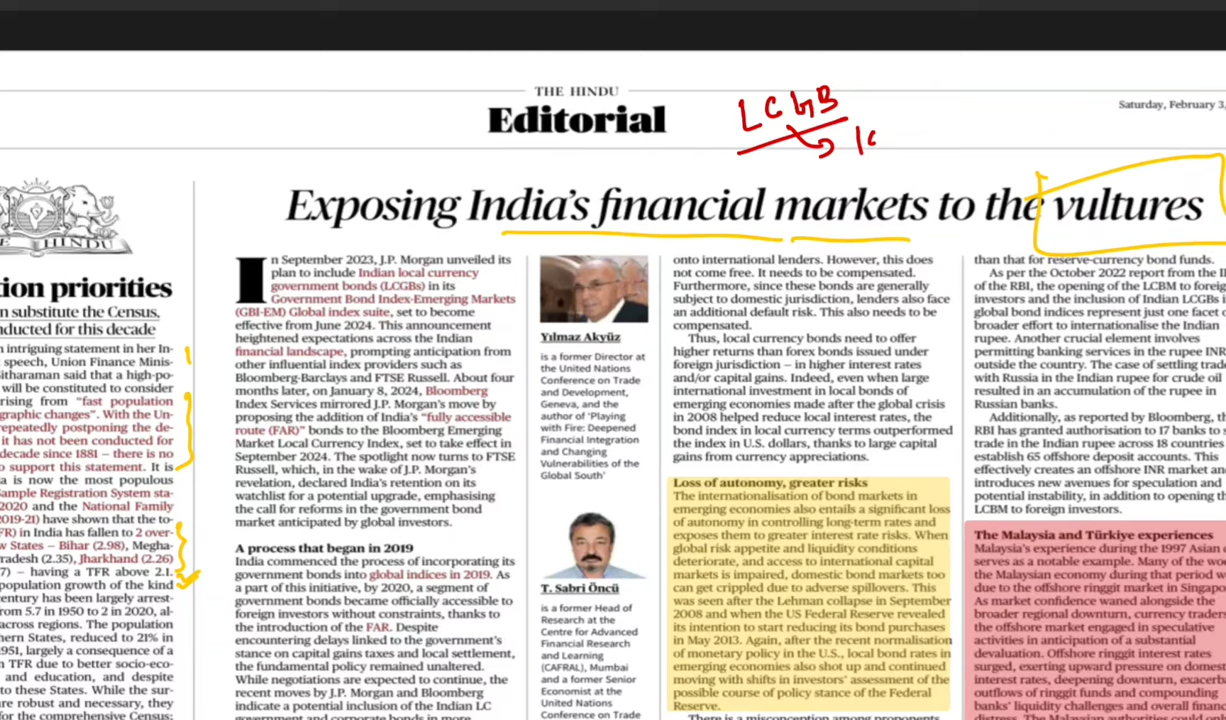 THE HINDU
Editorial
LCGB
Saturday, February 3,
Exposing India's financial markets to the vultures
THE HINDU
tion priorities
n substitute the Census,
nducted for this decade
n intriguing statement in her In-
speech, Union Finance Minis-
Sitharaman said that a high-po-
will be constituted to consider
rising from "fast population
graphic changes". With the Un-
repeatedly postponing the de-
it has not been conducted for
decade since 1881 – there is no
o support this statement. It is
a is now the most populous
Sample Registration System sta-
2020 and the National Family
2019-21) have shown that the to-
FR) in India has fallen to 2 over-
w States – Bihar (2.98), Megha-
radesh (2.35), Jharkhand (2.26)
7) – having a TFR above 2.1.
population growth of the kind
century has been largely arrest-
rom 5.7 in 1950 to 2 in 2020, al-
across regions. The population
hern States, reduced to 21% in
1951, largely a consequence of a
n TFR due to better socio-eco-
and education, and despite
to these States. While the sur-
are robust and necessary, they
for the comprehensive Census;
In September 2023, J.P. Morgan unveiled its
plan to include Indian local currency
government bonds (LCGBs) in its
Government Bond Index-Emerging Markets
(GBI-EM) Global index suite, set to become
effective from June 2024. This announcement
heightened expectations across the Indian
financial landscape, prompting anticipation from
other influential index providers such as
Bloomberg-Barclays and FTSE Russell. About four
months later, on January 8, 2024, Bloomberg
Index Services mirrored J.P. Morgan's move by
proposing the addition of India's "fully accessible
route (FAR)" bonds to the Bloomberg Emerging
Market Local Currency Index, set to take effect in
September 2024. The spotlight now turns to FTSE
Russell, which, in the wake of J.P. Morgan's
revelation, declared India's retention on its
watchlist for a potential upgrade, emphasising
the call for reforms in the government bond
market anticipated by global investors.
A process that began in 2019
India commenced the process of incorporating its
government bonds into global indices in 2019. As
a part of this initiative, by 2020, a segment of
government bonds became officially accessible to
foreign investors without constraints, thanks to
the introduction of the FAR. Despite
encountering delays linked to the government's
stance on capital gains taxes and local settlement,
the fundamental policy remained unaltered.
While negotiations are expected to continue, the
recent moves by J.P. Morgan and Bloomberg
indicate a potential inclusion of the Indian LC
government and corporate bonds in more
Yılmaz Akyüz
is a former Director at
the United Nations
Conference on Trade
and Development,
Geneva, and the
author of 'Playing
with Fire: Deepened
Financial Integration
and Changing
Vulnerabilities of the
Global South'
T. Sabri Öncü
is a former Head of
Research at the
Centre for Advanced
Financial Research
and Learning
(CAFRAL), Mumbai
and a former Senior
Economist at the
United Nations
Conference on Trade
onto international lenders. However, this does
not come free. It needs to be compensated.
Furthermore, since these bonds are generally
subject to domestic jurisdiction, lenders also face
an additional default risk. This also needs to be
compensated.
Thus, local currency bonds need to offer
higher returns than forex bonds issued under
foreign jurisdiction – in higher interest rates
and/or capital gains. Indeed, even when large
international investment in local bonds of
emerging economies made after the global crisis
in 2008 helped reduce local interest rates, the
bond index in local currency terms outperformed
the index in U.S. dollars, thanks to large capital
gains from currency appreciations.
Loss of autonomy, greater risks
The internationalisation of bond markets in
emerging economies also entails a significant loss
of autonomy in controlling long-term rates and
exposes them to greater interest rate risks. When
global risk appetite and liquidity conditions
deteriorate, and access to international capital
markets is impaired, domestic bond markets too
can get crippled due to adverse spillovers. This
was seen after the Lehman collapse in September
2008 and when the US Federal Reserve revealed
its intention to start reducing its bond purchases
in May 2013. Again, after the recent normalisation
of monetary policy in the U.S., local bond rates in
emerging economies also shot up and continued
moving with shifts in investors' assessment of the
possible course of policy stance of the Federal
Reserve.
There is a misconception among proponents
than that for reserve-currency bond funds.
As per the October 2022 report from the I
of the RBI, the opening of the LCBM to foreig
investors and the inclusion of Indian LCGBs i
global bond indices represent just one facet o
broader effort to internationalise the Indian
rupee. Another crucial element involves
permitting banking services in the rupee INR
outside the country. The case of settling trade
with Russia in the Indian rupee for crude oil
resulted in an accumulation of the rupee in
Russian banks.
Additionally, as reported by Bloomberg, th
RBI has granted authorisation to 17 banks to s
trade in the Indian rupee across 18 countries
establish 65 offshore deposit accounts. This
effectively creates an offshore INR market an
introduces new avenues for speculation and
potential instability, in addition to opening th
LCBM to foreign investors.
The Malaysia and Türkiye experiences
Malaysia's experience during the 1997 Asian c
serves as a notable example. Many of the woe
the Malaysian economy during that period w
due to the offshore ringgit market in Singapo
As market confidence waned alongside the
broader regional downturn, currency traders
the offshore market engaged in speculative
activities in anticipation of a substantial
devaluation. Offshore ringgit interest rates
surged, exerting upward pressure on domest
interest rates, deepening downturn, exacerba
outflows of ringgit funds and compounding
banks' liquidity challenges and overall financ
distress. The Malaysian authorities could